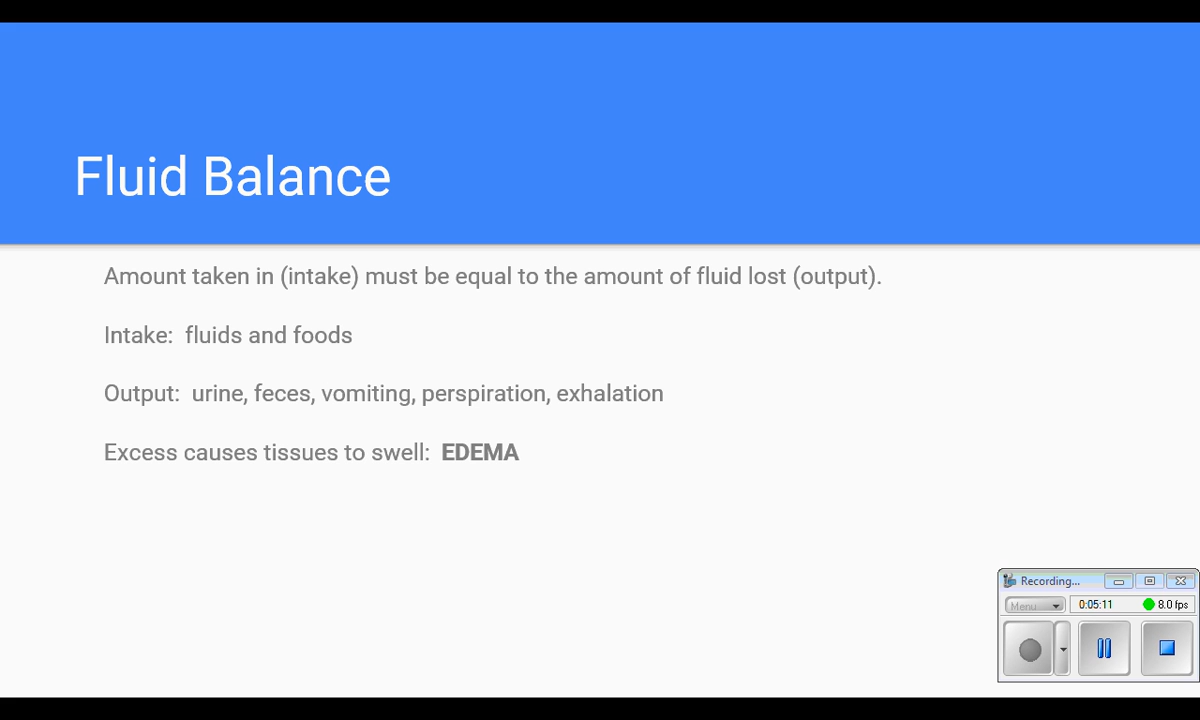 Fluid Balance
Amount taken in (intake) must be equal to the amount of fluid lost (output).
Intake:  fluids and foods
Output:  urine, feces, vomiting, perspiration, exhalation
Excess causes tissues to swell:  EDEMA
Recording...
Menu 0:05:11 8.0 fps